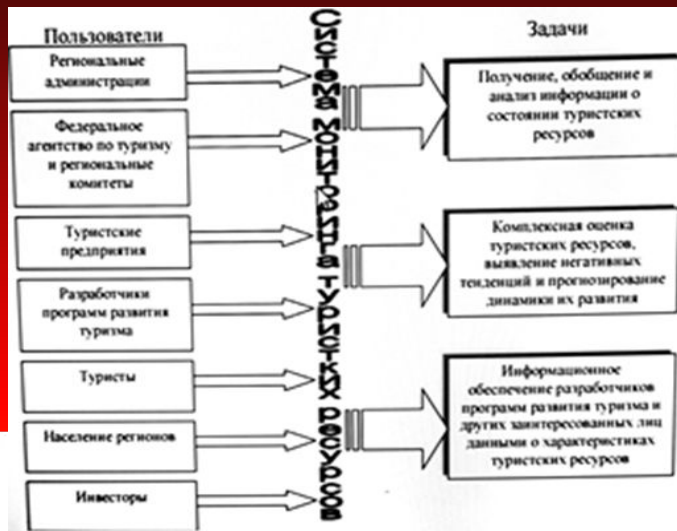 Пользователи
Региональные
администрации
Федеральное
агентство по туризму
и региональные
комитеты
Туристские
предприятия
Разработчики
программ развития
туризма
Туристы
Население регионов
Инвесторы
Система мониторинга туристких ресурсов
Задачи
Получение, обобщение и
анализ информации о
состоянии туристских
ресурсов
Комплексная оценка
туристских ресурсов,
выявление негативных
тенденций и прогнозирование
динамики их развития
Информационное
обеспечение разработчиков
программ развития туризма и
других заинтересованных лиц
данными о характеристиках
туристских ресурсов